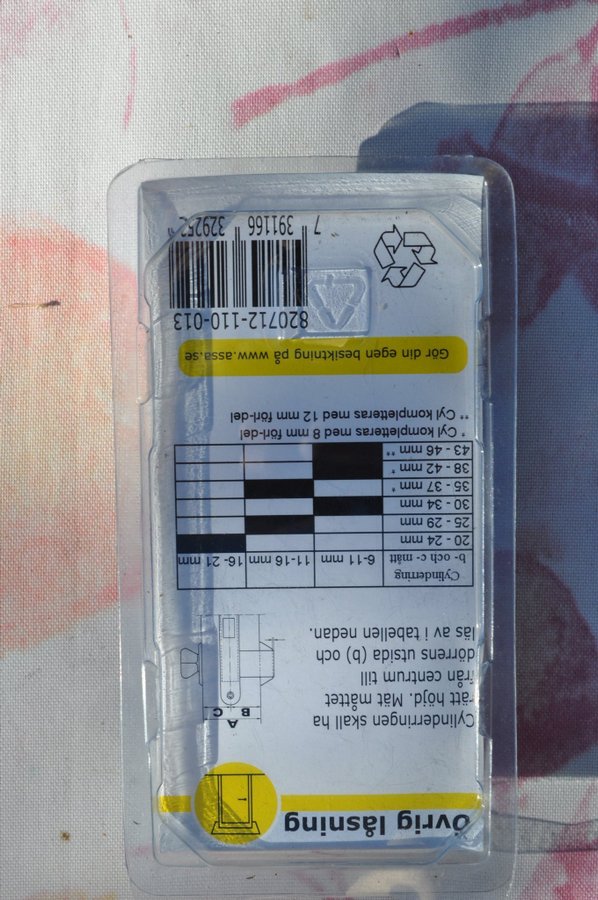 Övrig låsning
Cylinderringen skall ha
rätt höjd. Mät måttet
från centrum till
dörrens utsida (b) och
läs av i tabellen nedan.
A
B C
Cylinderring
b- och c- mått 6-11 mm 11-16 mm 16- 21 mm
20 - 24 mm
25 - 29 mm
30 - 34 mm
35 - 37 mm *
38 - 42 mm *
43 - 46 mm **
* Cyl kompletteras med 8 mm förl-del
** Cyl kompletteras med 12 mm förl-del
Gör din egen besiktning på www.assa.se
820712-110-013
7 391166 329252